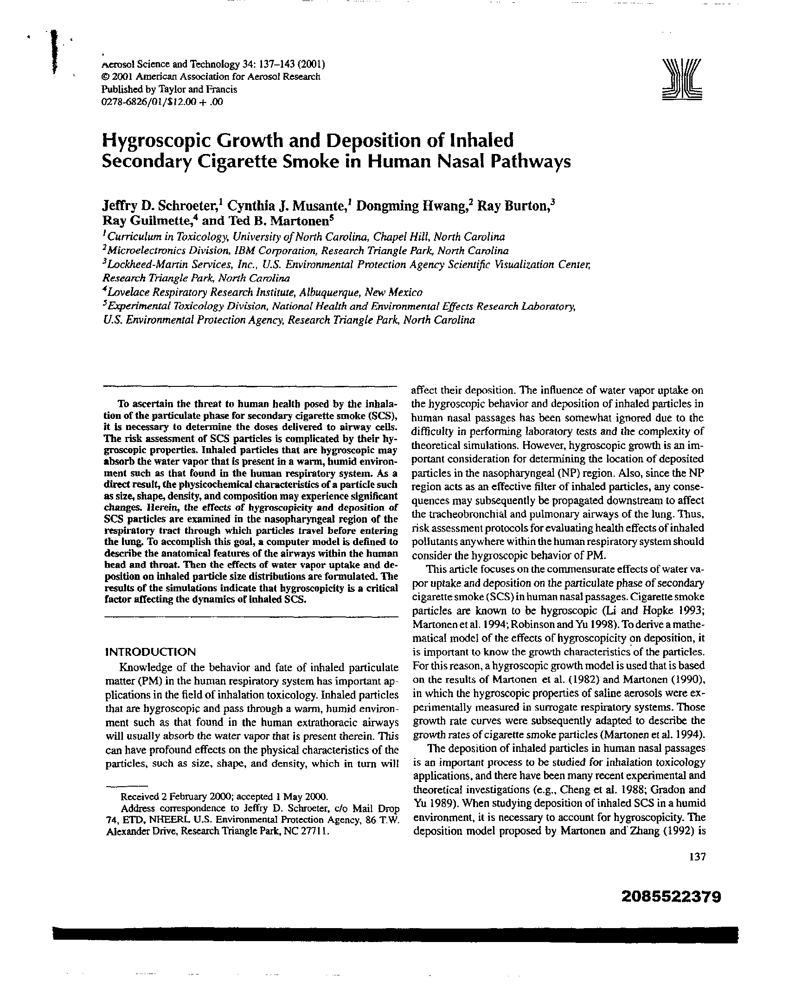 Aerosol Science and Technology 34: 137–143 (2001)
© 2001 American Association for Aerosol Research
Published by Taylor and Francis
0278-6826/01/$12.00 + .00
Hygroscopic Growth and Deposition of Inhaled
Secondary Cigarette Smoke in Human Nasal Pathways
Jeffry D. Schroeter,¹ Cynthia J. Musante,¹ Dongming Hwang,² Ray Burton,³
Ray Guilmette,⁴ and Ted B. Martonen⁵
¹Curriculum in Toxicology, University of North Carolina, Chapel Hill, North Carolina
²Microelectronics Division, IBM Corporation, Research Triangle Park, North Carolina
³Lockheed-Martin Services, Inc., U.S. Environmental Protection Agency Scientific Visualization Center,
Research Triangle Park, North Carolina
⁴Lovelace Respiratory Research Institute, Albuquerque, New Mexico
⁵Experimental Toxicology Division, National Health and Environmental Effects Research Laboratory,
U.S. Environmental Protection Agency, Research Triangle Park, North Carolina
To ascertain the threat to human health posed by the inhala-
tion of the particulate phase for secondary cigarette smoke (SCS),
it is necessary to determine the doses delivered to airway cells.
The risk assessment of SCS particles is complicated by their hy-
groscopic properties. Inhaled particles that are hygroscopic may
absorb the water vapor that is present in a warm, humid environ-
ment such as that found in the human respiratory system. As a
direct result, the physicochemical characteristics of a particle such
as size, shape, density, and composition may experience significant
changes. Herein, the effects of hygroscopicity and deposition of
SCS particles are examined in the nasopharyngeal region of the
respiratory tract through which particles travel before entering
the lung. To accomplish this goal, a computer model is defined to
describe the anatomical features of the airways within the human
head and throat. Then the effects of water vapor uptake and de-
position on inhaled particle size distributions are formulated. The
results of the simulations indicate that hygroscopicity is a critical
factor affecting the dynamics of inhaled SCS.
INTRODUCTION
Knowledge of the behavior and fate of inhaled particulate
matter (PM) in the human respiratory system has important ap-
plications in the field of inhalation toxicology. Inhaled particles
that are hygroscopic and pass through a warm, humid environ-
ment such as that found in the human extrathoracic airways
will usually absorb the water vapor that is present therein. This
can have profound effects on the physical characteristics of the
particles, such as size, shape, and density, which in turn will
Received 2 February 2000; accepted 1 May 2000.
Address correspondence to Jeffry D. Schroeter, c/o Mail Drop
74, ETD, NHEERL U.S. Environmental Protection Agency, 86 T.W.
Alexander Drive, Research Triangle Park, NC 27711.
affect their deposition. The influence of water vapor uptake on
the hygroscopic behavior and deposition of inhaled particles in
human nasal passages has been somewhat ignored due to the
difficulty in performing laboratory tests and the complexity of
theoretical simulations. However, hygroscopic growth is an im-
portant consideration for determining the location of deposited
particles in the nasopharyngeal (NP) region. Also, since the NP
region acts as an effective filter of inhaled particles, any conse-
quences may subsequently be propagated downstream to affect
the tracheobronchial and pulmonary airways of the lung. Thus,
risk assessment protocols for evaluating health effects of inhaled
pollutants anywhere within the human respiratory system should
consider the hygroscopic behavior of PM.
This article focuses on the commensurate effects of water va-
por uptake and deposition on the particulate phase of secondary
cigarette smoke (SCS) in human nasal passages. Cigarette smoke
particles are known to be hygroscopic (Li and Hopke 1993;
Martonen et al. 1994; Robinson and Yu 1998). To derive a mathe-
matical model of the effects of hygroscopicity on deposition, it
is important to know the growth characteristics of the particles.
For this reason, a hygroscopic growth model is used that is based
on the results of Martonen et al. (1982) and Martonen (1990),
in which the hygroscopic properties of saline aerosols were ex-
perimentally measured in surrogate respiratory systems. Those
growth rate curves were subsequently adapted to describe the
growth rates of cigarette smoke particles (Martonen et al. 1994).
The deposition of inhaled particles in human nasal passages
is an important process to be studied for inhalation toxicology
applications, and there have been many recent experimental and
theoretical investigations (e.g., Cheng et al. 1988; Gradon and
Yu 1989). When studying deposition of inhaled SCS in a humid
environment, it is necessary to account for hygroscopicity. The
deposition model proposed by Martonen and Zhang (1992) is
137
2085522379